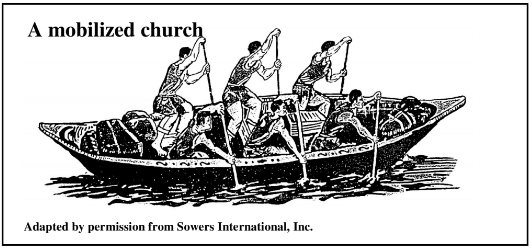 A mobilized church
Adapted by permission from Sowers International, Inc.